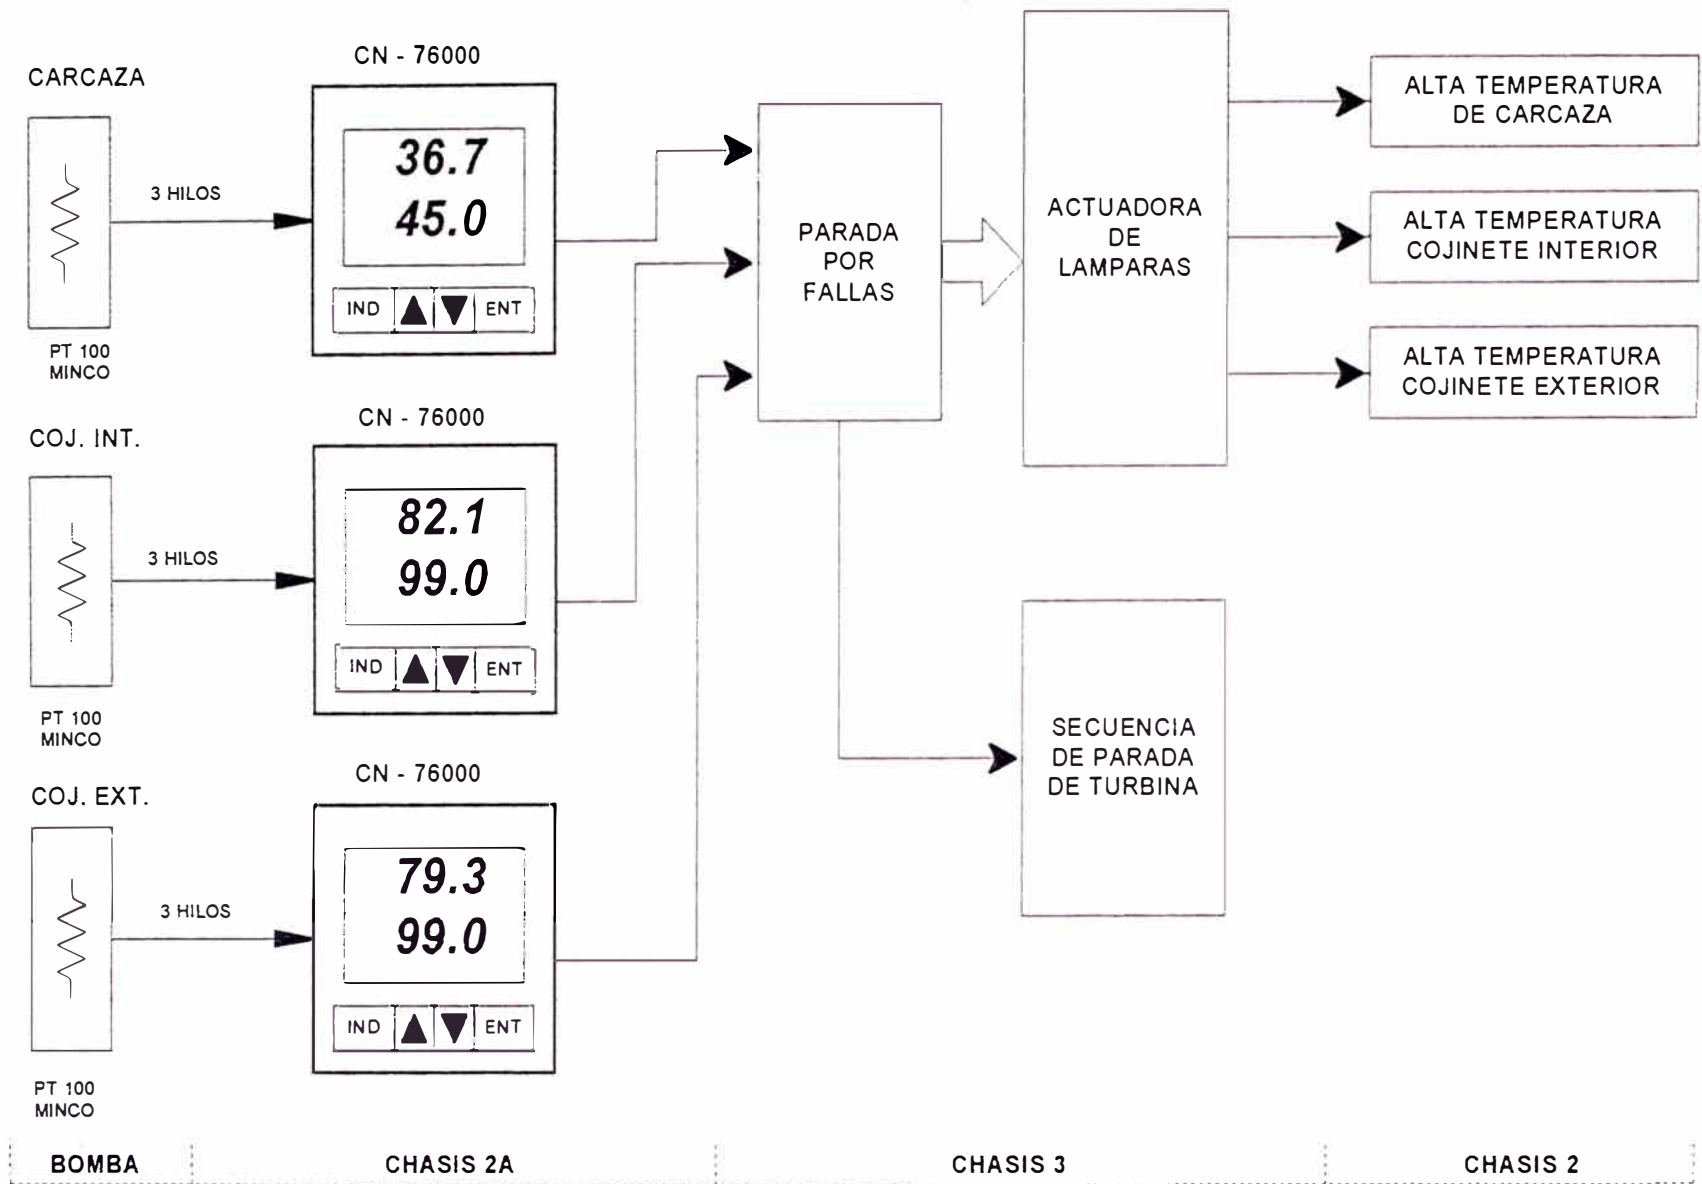 CARCAZA
PT 100
MINCO
3 HILOS
CN - 76000
36.7
45.0
IND
ENT
COJ. INT.
PT 100
MINCO
3 HILOS
CN - 76000
82.1
99.0
IND
ENT
COJ. EXT.
PT 100
MINCO
3 HILOS
CN - 76000
79.3
99.0
IND
ENT
PARADA
POR
FALLAS
ACTUADORA
DE
LAMPARAS
SECUENCIA
DE PARADA
DE TURBINA
ALTA TEMPERATURA
DE CARCAZA
ALTA TEMPERATURA
COJINETE INTERIOR
ALTA TEMPERATURA
COJINETE EXTERIOR
BOMBA
CHASIS 2A
CHASIS 3
CHASIS 2